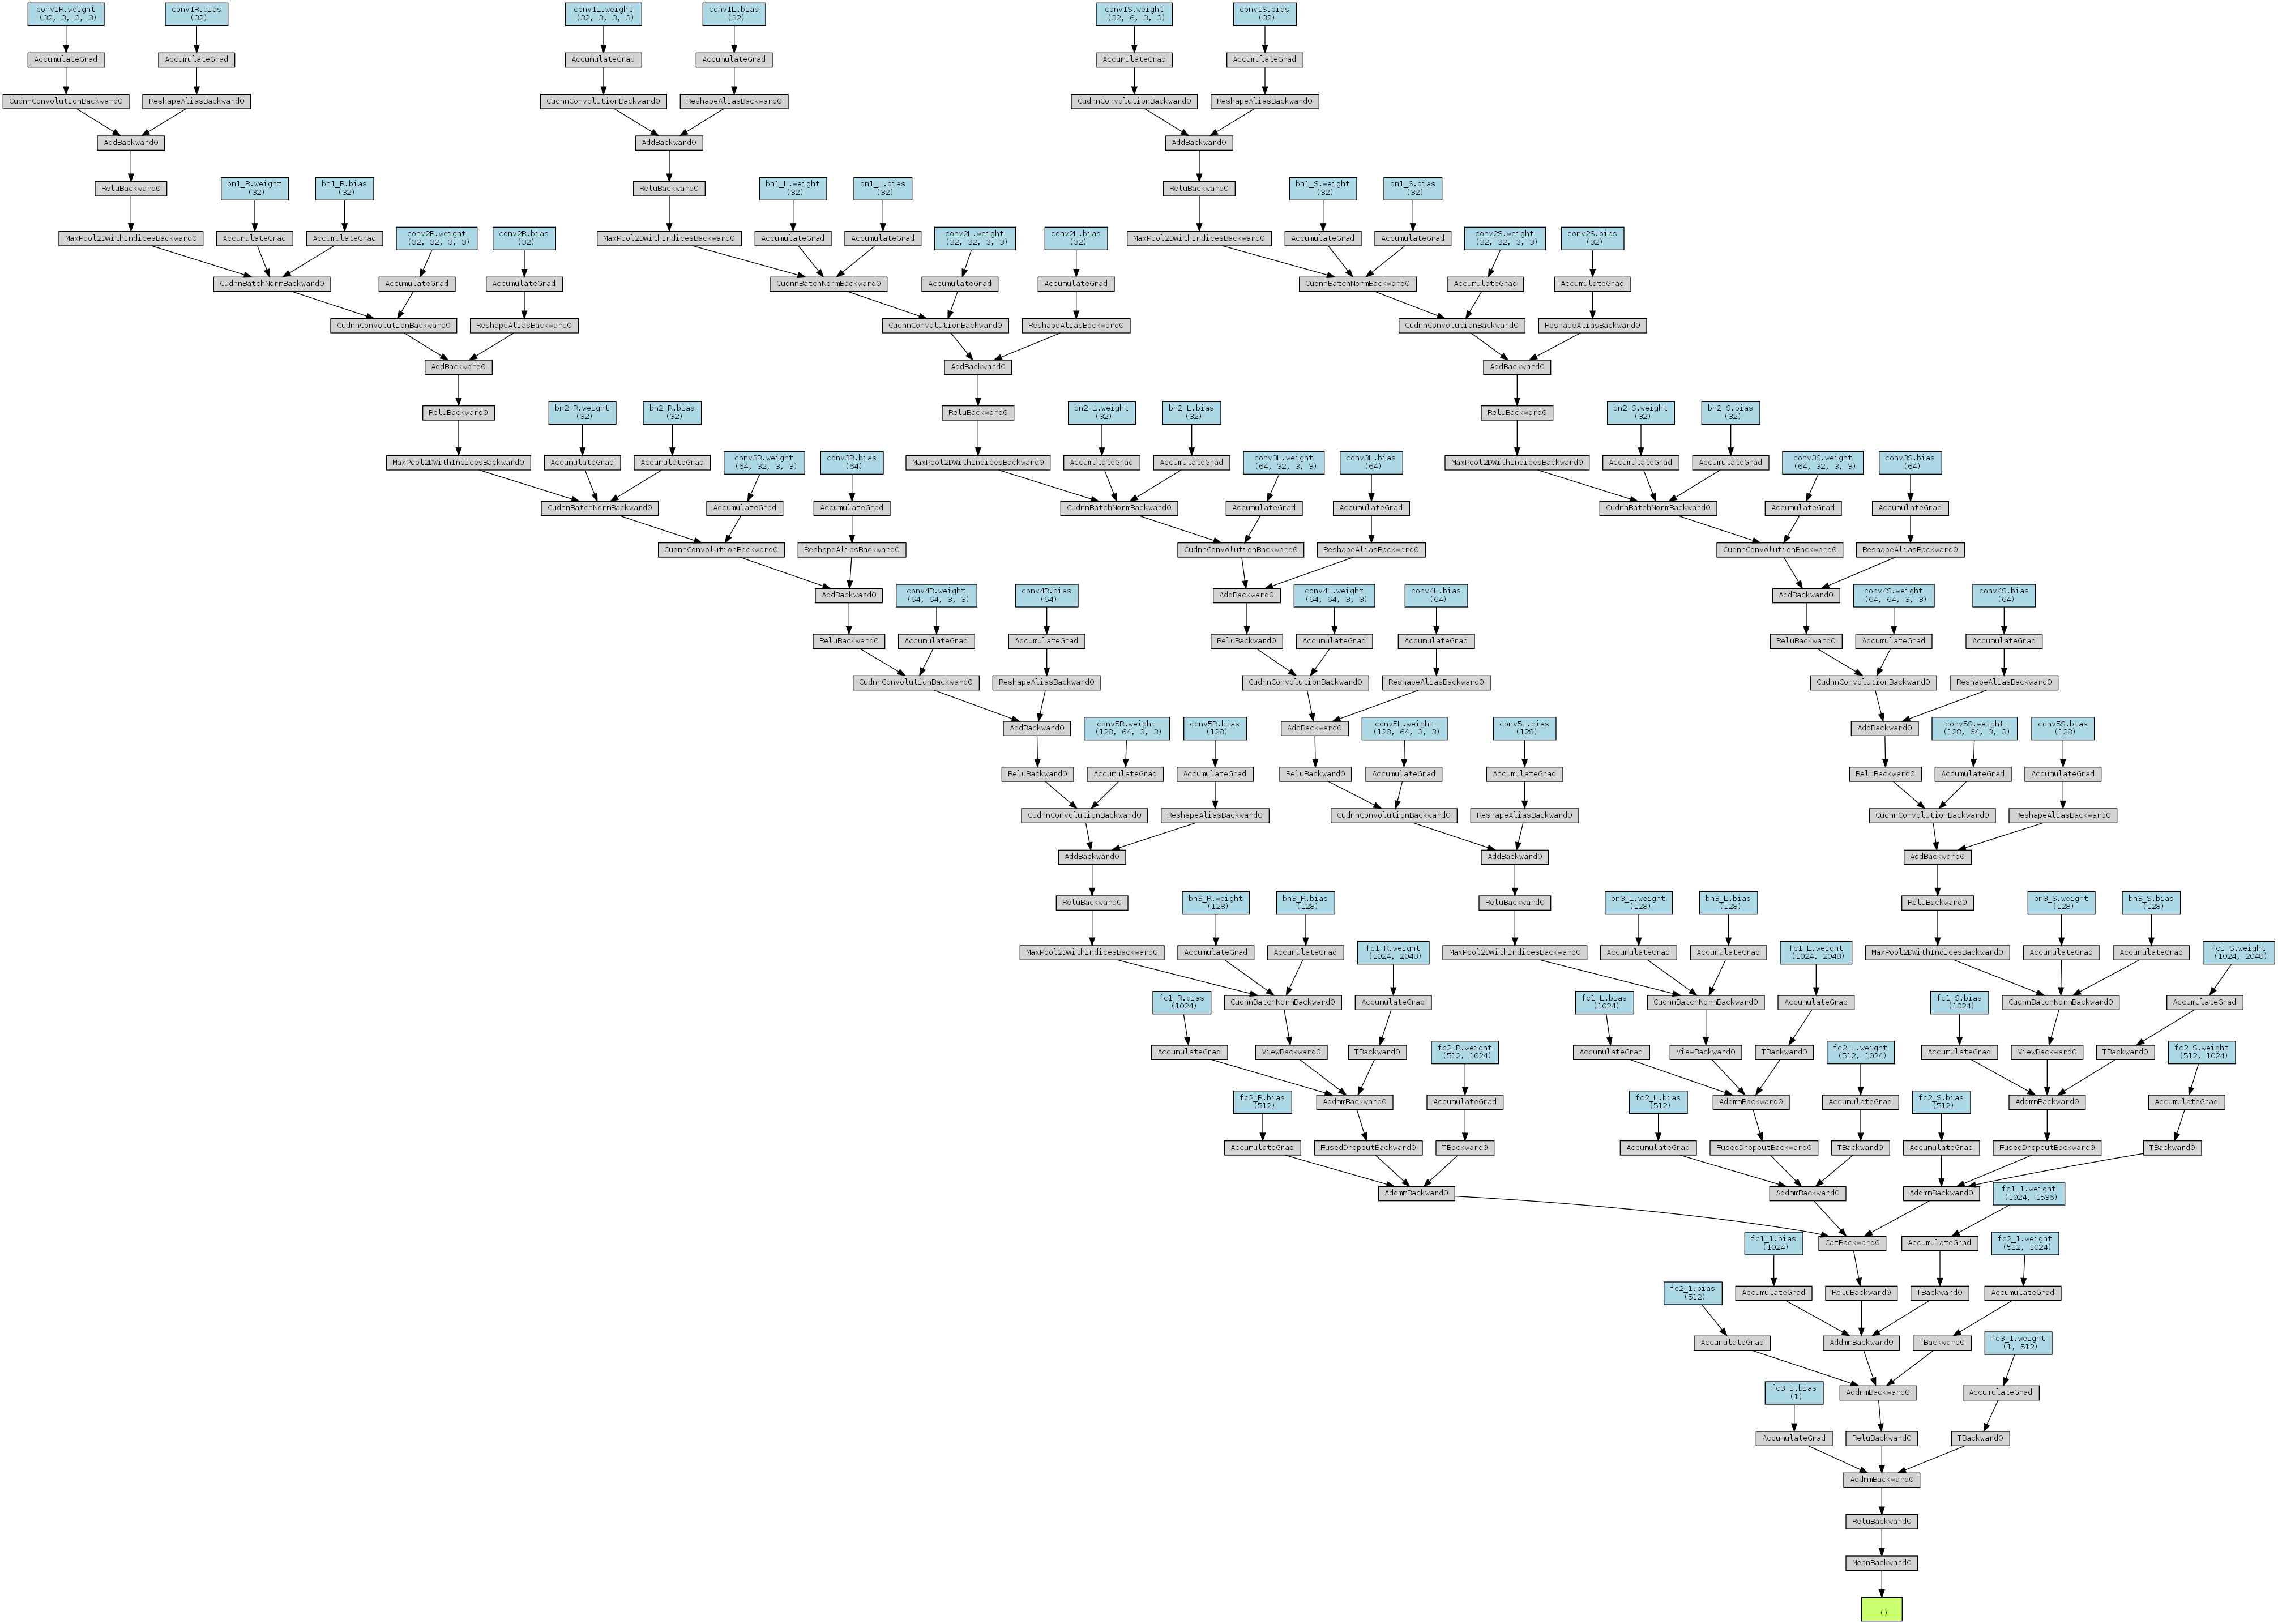 conv1R.weight
(32, 3, 3, 3)
conv1R.bias
(32)
conv1L.weight
(32, 3, 3, 3)
conv1L.bias
(32)
conv1S.weight
(32, 6, 3, 3)
conv1S.bias
(32)
AccumulateGrad
AccumulateGrad
AccumulateGrad
AccumulateGrad
AccumulateGrad
AccumulateGrad
CudnnConvolutionBackward0
ReshapeAliasBackward0
CudnnConvolutionBackward0
ReshapeAliasBackward0
CudnnConvolutionBackward0
ReshapeAliasBackward0
AddBackward0
AddBackward0
AddBackward0
ReluBackward0
bn1_R.weight
(32)
bn1_R.bias
(32)
ReluBackward0
bn1_L.weight
(32)
bn1_L.bias
(32)
ReluBackward0
bn1_S.weight
(32)
bn1_S.bias
(32)
MaxPool2DWithIndicesBackward0
AccumulateGrad
AccumulateGrad
conv2R.weight
(32, 32, 3, 3)
conv2R.bias
(32)
MaxPool2DWithIndicesBackward0
AccumulateGrad
AccumulateGrad
conv2L.weight
(32, 32, 3, 3)
conv2L.bias
(32)
MaxPool2DWithIndicesBackward0
AccumulateGrad
AccumulateGrad
conv2S.weight
(32, 32, 3, 3)
conv2S.bias
(32)
CudnnBatchNormBackward0
AccumulateGrad
AccumulateGrad
CudnnBatchNormBackward0
AccumulateGrad
AccumulateGrad
CudnnBatchNormBackward0
AccumulateGrad
AccumulateGrad
CudnnConvolutionBackward0
ReshapeAliasBackward0
CudnnConvolutionBackward0
ReshapeAliasBackward0
CudnnConvolutionBackward0
ReshapeAliasBackward0
AddBackward0
AddBackward0
AddBackward0
ReluBackward0
bn2_R.weight
(32)
bn2_R.bias
(32)
ReluBackward0
bn2_L.weight
(32)
bn2_L.bias
(32)
ReluBackward0
bn2_S.weight
(32)
bn2_S.bias
(32)
MaxPool2DWithIndicesBackward0
AccumulateGrad
AccumulateGrad
conv3R.weight
(64, 32, 3, 3)
conv3R.bias
(64)
MaxPool2DWithIndicesBackward0
AccumulateGrad
AccumulateGrad
conv3L.weight
(64, 32, 3, 3)
conv3L.bias
(64)
MaxPool2DWithIndicesBackward0
AccumulateGrad
AccumulateGrad
conv3S.weight
(64, 32, 3, 3)
conv3S.bias
(64)
CudnnBatchNormBackward0
AccumulateGrad
AccumulateGrad
CudnnBatchNormBackward0
AccumulateGrad
AccumulateGrad
CudnnBatchNormBackward0
AccumulateGrad
AccumulateGrad
CudnnConvolutionBackward0
ReshapeAliasBackward0
CudnnConvolutionBackward0
ReshapeAliasBackward0
CudnnConvolutionBackward0
ReshapeAliasBackward0
AddBackward0
conv4R.weight
(64, 64, 3, 3)
conv4R.bias
(64)
AddBackward0
conv4L.weight
(64, 64, 3, 3)
conv4L.bias
(64)
AddBackward0
conv4S.weight
(64, 64, 3, 3)
conv4S.bias
(64)
ReluBackward0
AccumulateGrad
AccumulateGrad
ReluBackward0
AccumulateGrad
AccumulateGrad
ReluBackward0
AccumulateGrad
AccumulateGrad
CudnnConvolutionBackward0
ReshapeAliasBackward0
CudnnConvolutionBackward0
ReshapeAliasBackward0
CudnnConvolutionBackward0
ReshapeAliasBackward0
AddBackward0
conv5R.weight
(128, 64, 3, 3)
conv5R.bias
(128)
AddBackward0
conv5L.weight
(128, 64, 3, 3)
conv5L.bias
(128)
AddBackward0
conv5S.weight
(128, 64, 3, 3)
conv5S.bias
(128)
ReluBackward0
AccumulateGrad
AccumulateGrad
ReluBackward0
AccumulateGrad
AccumulateGrad
ReluBackward0
AccumulateGrad
AccumulateGrad
CudnnConvolutionBackward0
ReshapeAliasBackward0
CudnnConvolutionBackward0
ReshapeAliasBackward0
CudnnConvolutionBackward0
ReshapeAliasBackward0
AddBackward0
AddBackward0
AddBackward0
ReluBackward0
bn3_R.weight
(128)
bn3_R.bias
(128)
ReluBackward0
bn3_L.weight
(128)
bn3_L.bias
(128)
ReluBackward0
bn3_S.weight
(128)
bn3_S.bias
(128)
MaxPool2DWithIndicesBackward0
AccumulateGrad
AccumulateGrad
fc1_R.weight
(1024, 2048)
MaxPool2DWithIndicesBackward0
AccumulateGrad
AccumulateGrad
fc1_L.weight
(1024, 2048)
MaxPool2DWithIndicesBackward0
AccumulateGrad
AccumulateGrad
fc1_S.weight
(1024, 2048)
fc1_R.bias
(1024)
CudnnBatchNormBackward0
AccumulateGrad
fc1_L.bias
(1024)
CudnnBatchNormBackward0
AccumulateGrad
fc1_S.bias
(1024)
CudnnBatchNormBackward0
AccumulateGrad
AccumulateGrad
ViewBackward0
TBackward0
fc2_R.weight
(512, 1024)
AccumulateGrad
ViewBackward0
TBackward0
fc2_L.weight
(512, 1024)
AccumulateGrad
ViewBackward0
TBackward0
fc2_S.weight
(512, 1024)
fc2_R.bias
(512)
AddmmBackward0
AccumulateGrad
fc2_L.bias
(512)
AddmmBackward0
AccumulateGrad
fc2_S.bias
(512)
AddmmBackward0
AccumulateGrad
AccumulateGrad
FusedDropoutBackward0
TBackward0
AccumulateGrad
FusedDropoutBackward0
TBackward0
AccumulateGrad
FusedDropoutBackward0
TBackward0
AddmmBackward0
AddmmBackward0
AddmmBackward0
fc1_1.weight
(1024, 1536)
fc1_1.bias
(1024)
CatBackward0
AccumulateGrad
fc2_1.weight
(512, 1024)
fc2_1.bias
(512)
AccumulateGrad
ReluBackward0
TBackward0
AccumulateGrad
AccumulateGrad
AddmmBackward0
TBackward0
fc3_1.weight
(1, 512)
fc3_1.bias
(1)
AddmmBackward0
AccumulateGrad
AccumulateGrad
ReluBackward0
TBackward0
AddmmBackward0
ReluBackward0
MeanBackward0
()